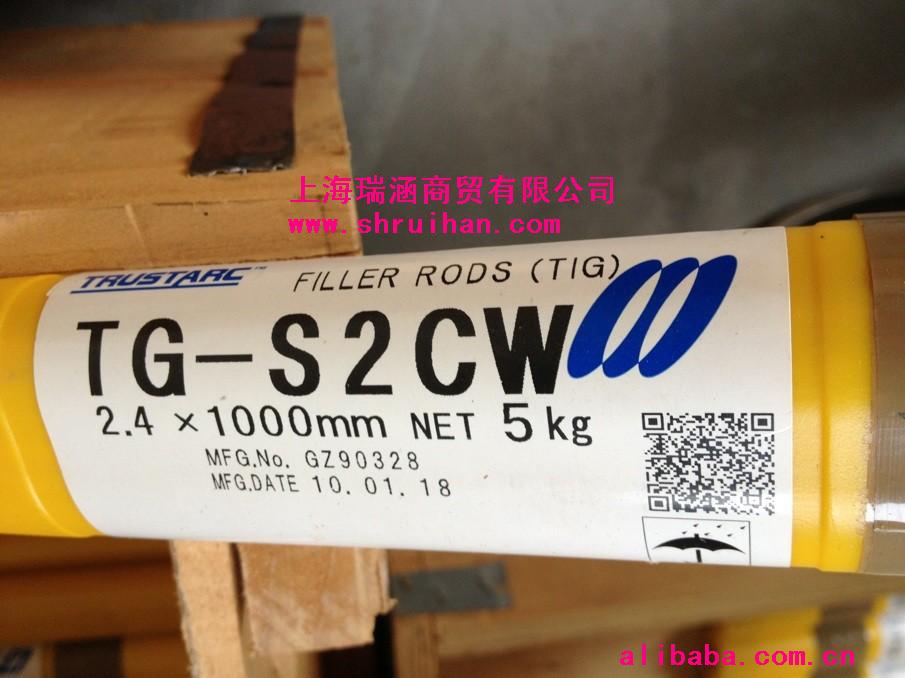 上海瑞涵商贸有限公司
www.shruihan.com
TRUSTARC™ FILLER RODS (TIG)
TG-S2CW
2.4 ×1000mm NET 5kg
MFG.No. GZ90328
MFG.DATE 10.01.18
alibaba.com.cn